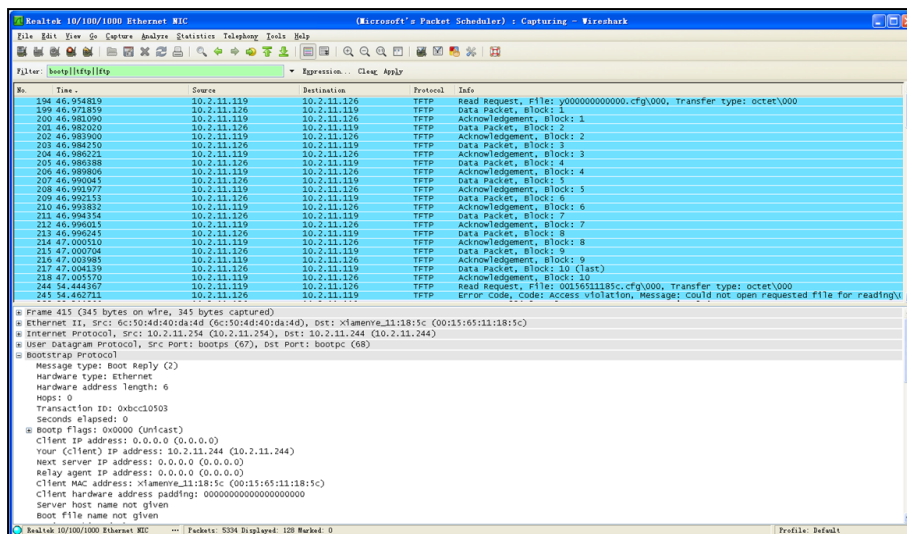 Realtek 10/100/1000 Ethernet NIC (Microsoft's Packet Scheduler) : Capturing - Wireshark
File Edit View Go Capture Analyze Statistics Telephony Tools Help
Filter: bootp||tftp||ftp Expression... Clear Apply
No. Time Source Destination Protocol Info
194 46.954819 10.2.11.119 10.2.11.126 TFTP Read Request, File: y000000000000.cfg\000, Transfer type: octet\000
199 46.971859 10.2.11.126 10.2.11.119 TFTP Data Packet, Block: 1
200 46.981090 10.2.11.119 10.2.11.126 TFTP Acknowledgement, Block: 1
201 46.982020 10.2.11.126 10.2.11.119 TFTP Data Packet, Block: 2
202 46.983900 10.2.11.119 10.2.11.126 TFTP Acknowledgement, Block: 2
203 46.984250 10.2.11.126 10.2.11.119 TFTP Data Packet, Block: 3
204 46.986221 10.2.11.119 10.2.11.126 TFTP Acknowledgement, Block: 3
205 46.986388 10.2.11.126 10.2.11.119 TFTP Data Packet, Block: 4
206 46.989806 10.2.11.119 10.2.11.126 TFTP Acknowledgement, Block: 4
207 46.990045 10.2.11.126 10.2.11.119 TFTP Data Packet, Block: 5
208 46.991977 10.2.11.119 10.2.11.126 TFTP Acknowledgement, Block: 5
209 46.992153 10.2.11.126 10.2.11.119 TFTP Data Packet, Block: 6
210 46.993832 10.2.11.119 10.2.11.126 TFTP Acknowledgement, Block: 6
211 46.994354 10.2.11.126 10.2.11.119 TFTP Data Packet, Block: 7
212 46.996015 10.2.11.119 10.2.11.126 TFTP Acknowledgement, Block: 7
213 46.996245 10.2.11.126 10.2.11.119 TFTP Data Packet, Block: 8
214 47.000510 10.2.11.119 10.2.11.126 TFTP Acknowledgement, Block: 8
215 47.000704 10.2.11.126 10.2.11.119 TFTP Data Packet, Block: 9
216 47.003985 10.2.11.119 10.2.11.126 TFTP Acknowledgement, Block: 9
217 47.004139 10.2.11.126 10.2.11.119 TFTP Data Packet, Block: 10 (last)
218 47.005570 10.2.11.119 10.2.11.126 TFTP Acknowledgement, Block: 10
244 54.444367 10.2.11.119 10.2.11.126 TFTP Read Request, File: 00156511185c.cfg\000, Transfer type: octet\000
245 54.462711 10.2.11.126 10.2.11.119 TFTP Error Code, Code: Access violation, Message: Could not open requested file for reading\
Frame 415 (345 bytes on wire, 345 bytes captured)
Ethernet II, Src: 6c:50:4d:40:da:4d (6c:50:4d:40:da:4d), Dst: XiamenYe_11:18:5c (00:15:65:11:18:5c)
Internet Protocol, Src: 10.2.11.254 (10.2.11.254), Dst: 10.2.11.244 (10.2.11.244)
User Datagram Protocol, Src Port: bootps (67), Dst Port: bootpc (68)
Bootstrap Protocol
Message type: Boot Reply (2)
Hardware type: Ethernet
Hardware address length: 6
Hops: 0
Transaction ID: 0xbcc10503
Seconds elapsed: 0
Bootp flags: 0x0000 (Unicast)
Client IP address: 0.0.0.0 (0.0.0.0)
Your (client) IP address: 10.2.11.244 (10.2.11.244)
Next server IP address: 0.0.0.0 (0.0.0.0)
Relay agent IP address: 0.0.0.0 (0.0.0.0)
Client MAC address: XiamenYe_11:18:5c (00:15:65:11:18:5c)
Client hardware address padding: 00000000000000000000
Server host name not given
Boot file name not given
Realtek 10/100/1000 Ethernet NIC ... Packets: 5334 Displayed: 128 Marked: 0 Profile: Default